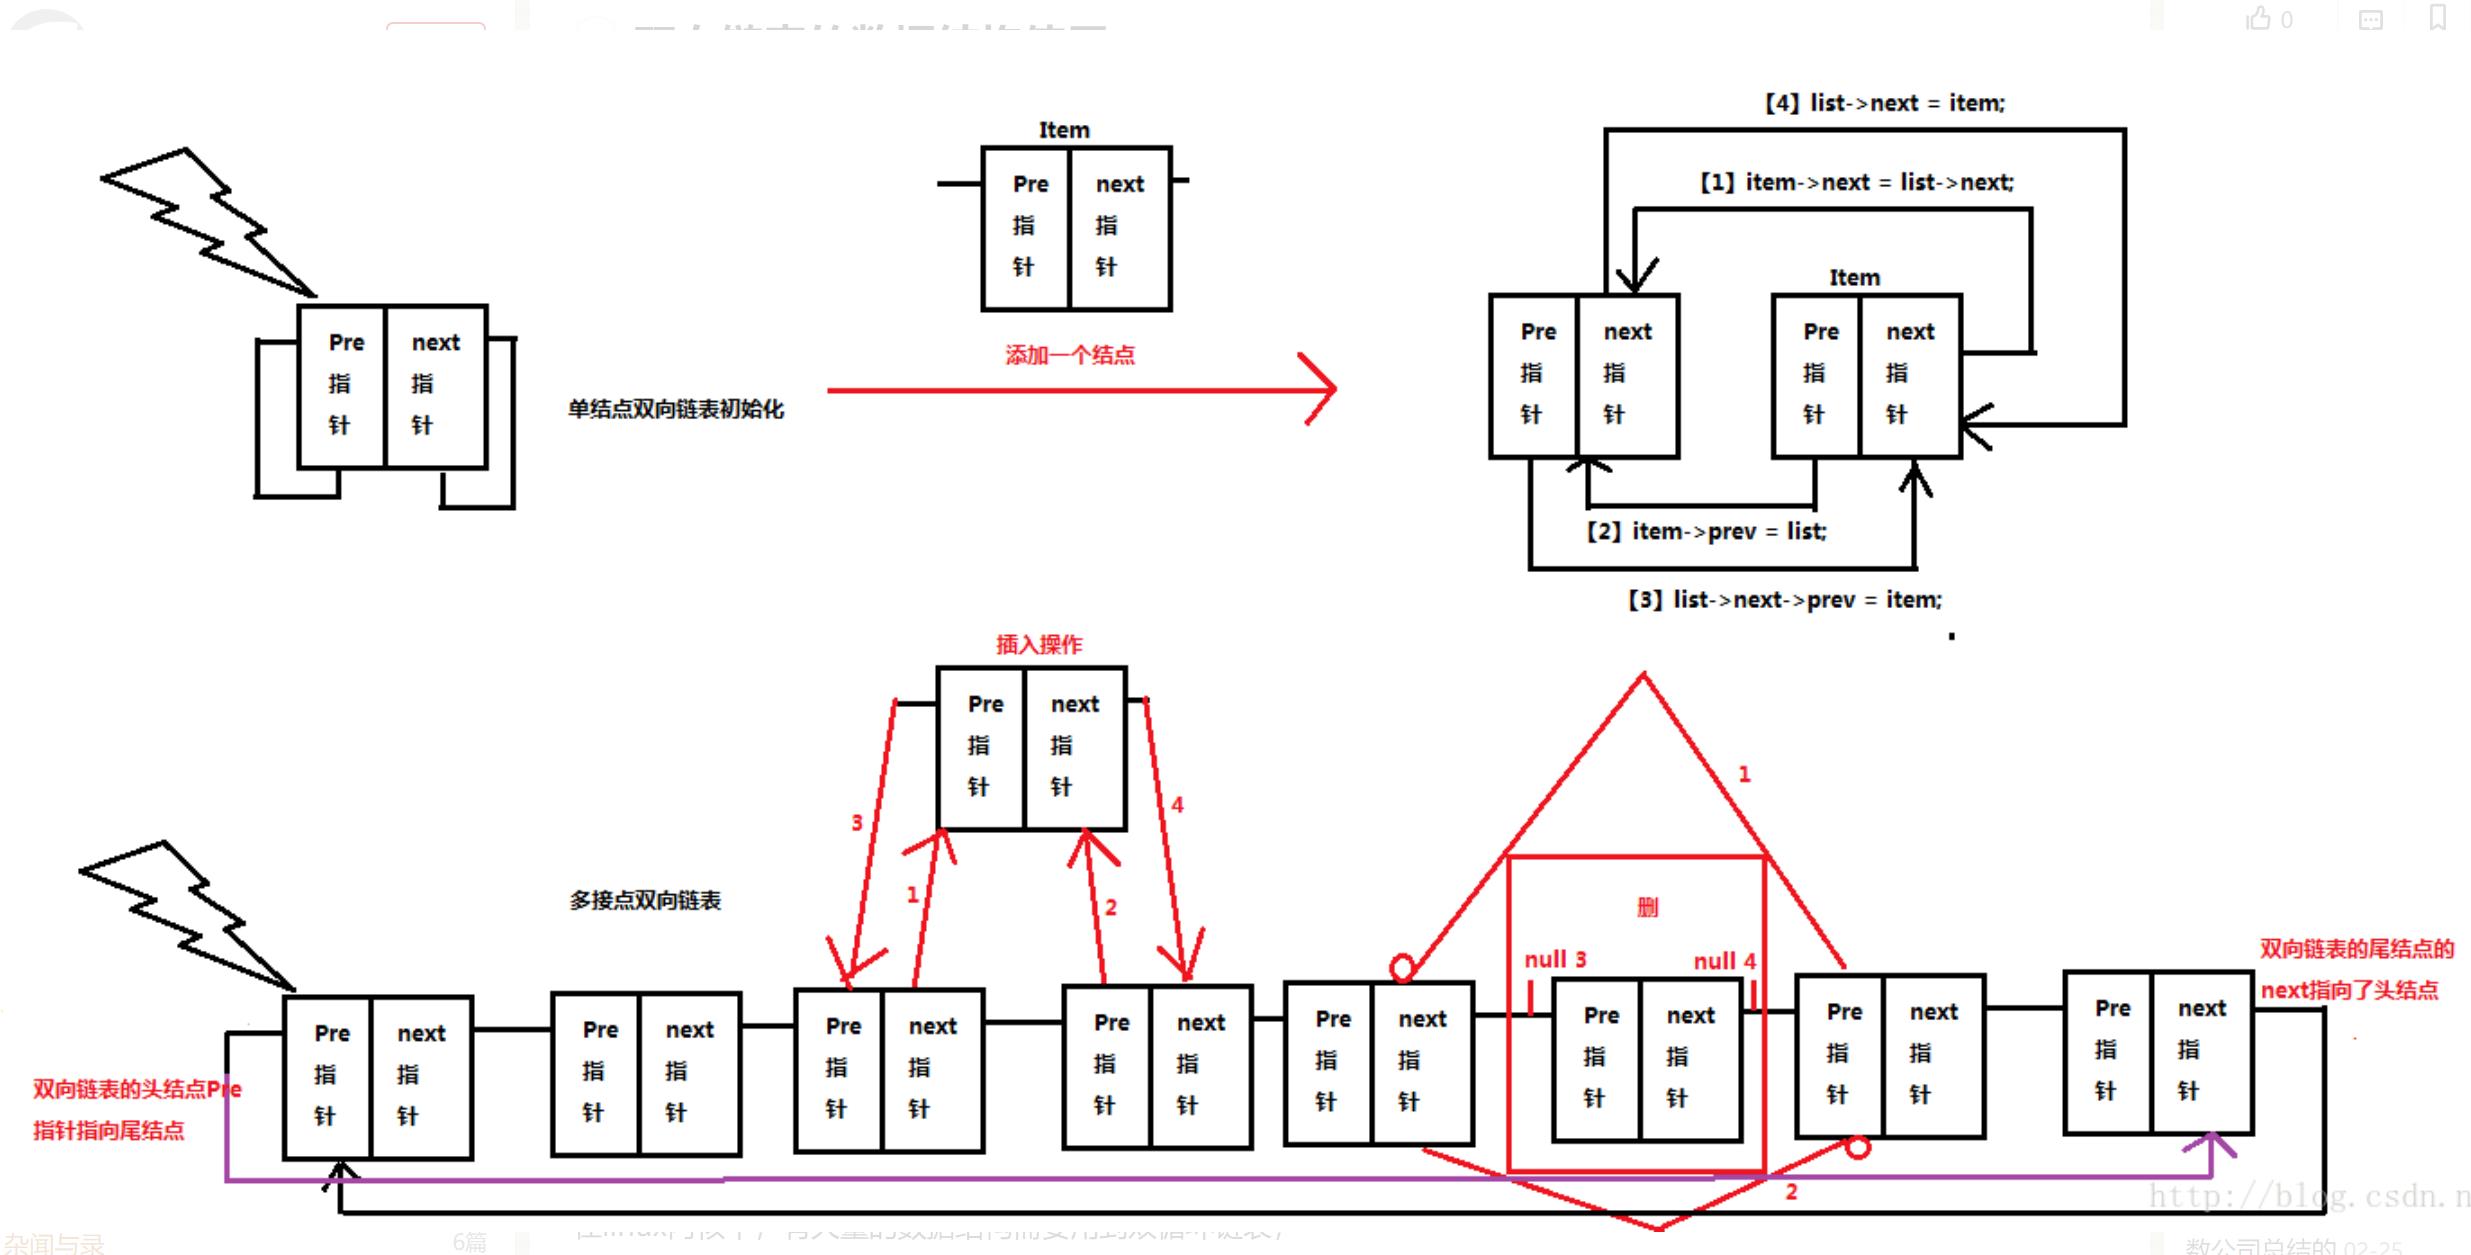 0
【4】list->next = item;
Item
【1】item->next = list->next;
Pre
next
指
指
针
针
Item
Pre
next
指
指
针
针
Pre
next
指
指
针
针
Pre
next
指
指
针
针
添加一个结点
单结点双向链表初始化
【2】item->prev = list;
【3】list->next->prev = item;
插入操作
Pre
next
指
指
针
针
1
3
4
1
2
多接点双向链表
删
null 3
null 4
双向链表的尾结点的
next指向了头结点
Pre
next
指
指
针
针
Pre
next
指
指
针
针
Pre
next
指
指
针
针
Pre
next
指
指
针
针
Pre
next
指
指
针
针
Pre
next
指
指
针
针
Pre
next
指
指
针
针
Pre
next
指
指
针
针
双向链表的头结点Pre
指针指向尾结点
2
http://blog.csdn.n
杂闻与录
6篇
数公司总结的 02-25